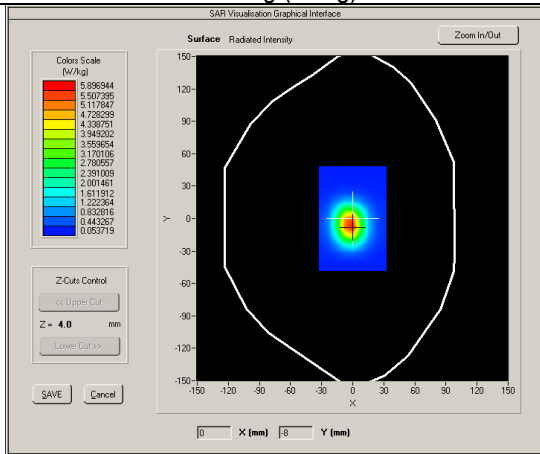 SAR Visualisation Graphical Interface
Surface Radiated Intensity
Zoom In/Out
Colors Scale
(W/kg)
5.896944
5.507395
5.117847
4.728299
4.338751
3.949202
3.559654
3.170106
2.780557
2.391009
2.001461
1.611912
1.222364
0.832816
0.443267
0.053719
Z-Cuts Control
<< Upper Cut
Z = 4.0 mm
Lower Cut >>
SAVE Cancel
150
120
90
60
30
0
-30
-60
-90
-120
-150
Y
-150 -120 -90 -60 -30 0 30 60 90 120 150
X
0 X (mm) -8 Y (mm)